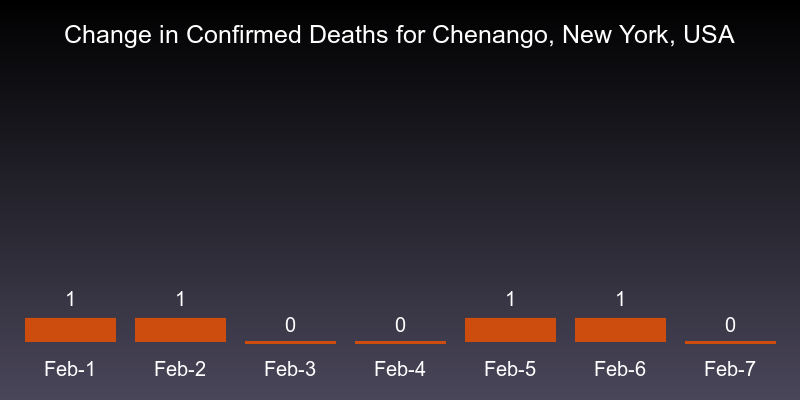 Change in Confirmed Deaths for Chenango, New York, USA
1 1 0 0 1 1 0
Feb-1 Feb-2 Feb-3 Feb-4 Feb-5 Feb-6 Feb-7